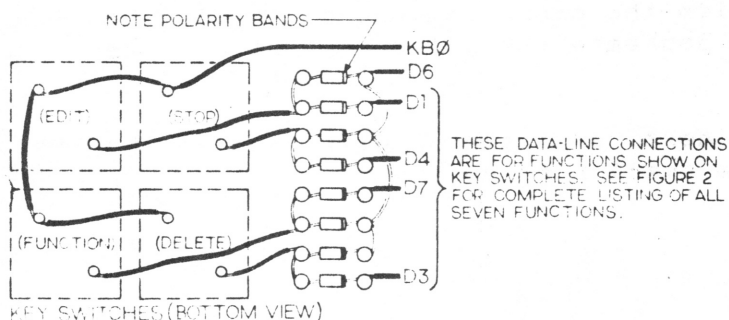 NOTE POLARITY BANDS
KBØ
D6
D1
(EDIT)
(STOP)
THESE DATA-LINE CONNECTIONS
ARE FOR FUNCTIONS SHOW ON
KEY SWITCHES. SEE FIGURE 2
FOR COMPLETE LISTING OF ALL
SEVEN FUNCTIONS.
D4
D7
(FUNCTION)
(DELETE)
D3
KEY SWITCHES (BOTTOM VIEW)